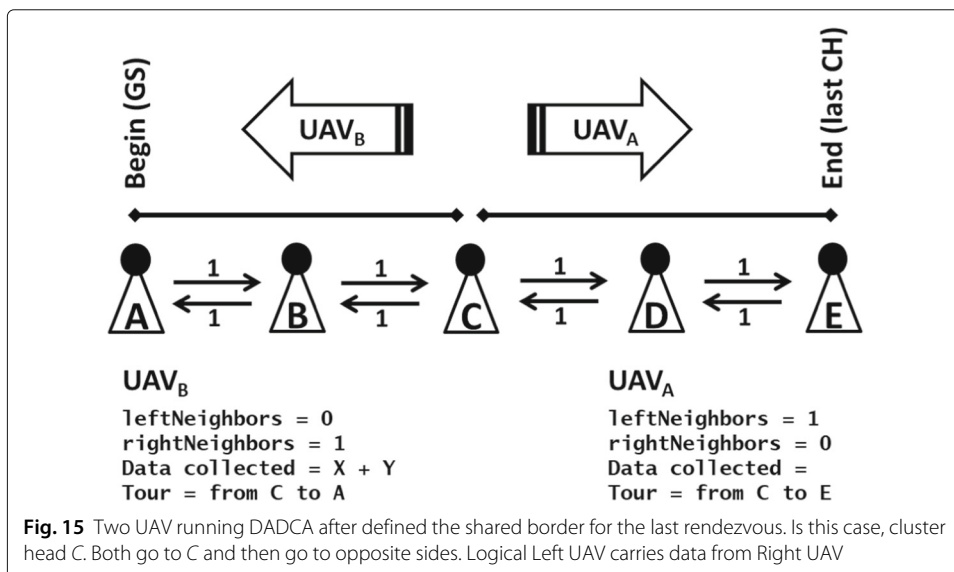 Begin (GS)
UAV_B
UAV_A
End (last CH)
1
1
1
1
A
B
C
D
E
1
1
1
1
UAV_B
leftNeighbors = 0
rightNeighbors = 1
Data collected = X + Y
Tour = from C to A
UAV_A
leftNeighbors = 1
rightNeighbors = 0
Data collected =
Tour = from C to E
Fig. 15 Two UAV running DADCA after defined the shared border for the last rendezvous. Is this case, cluster
head C. Both go to C and then go to opposite sides. Logical Left UAV carries data from Right UAV